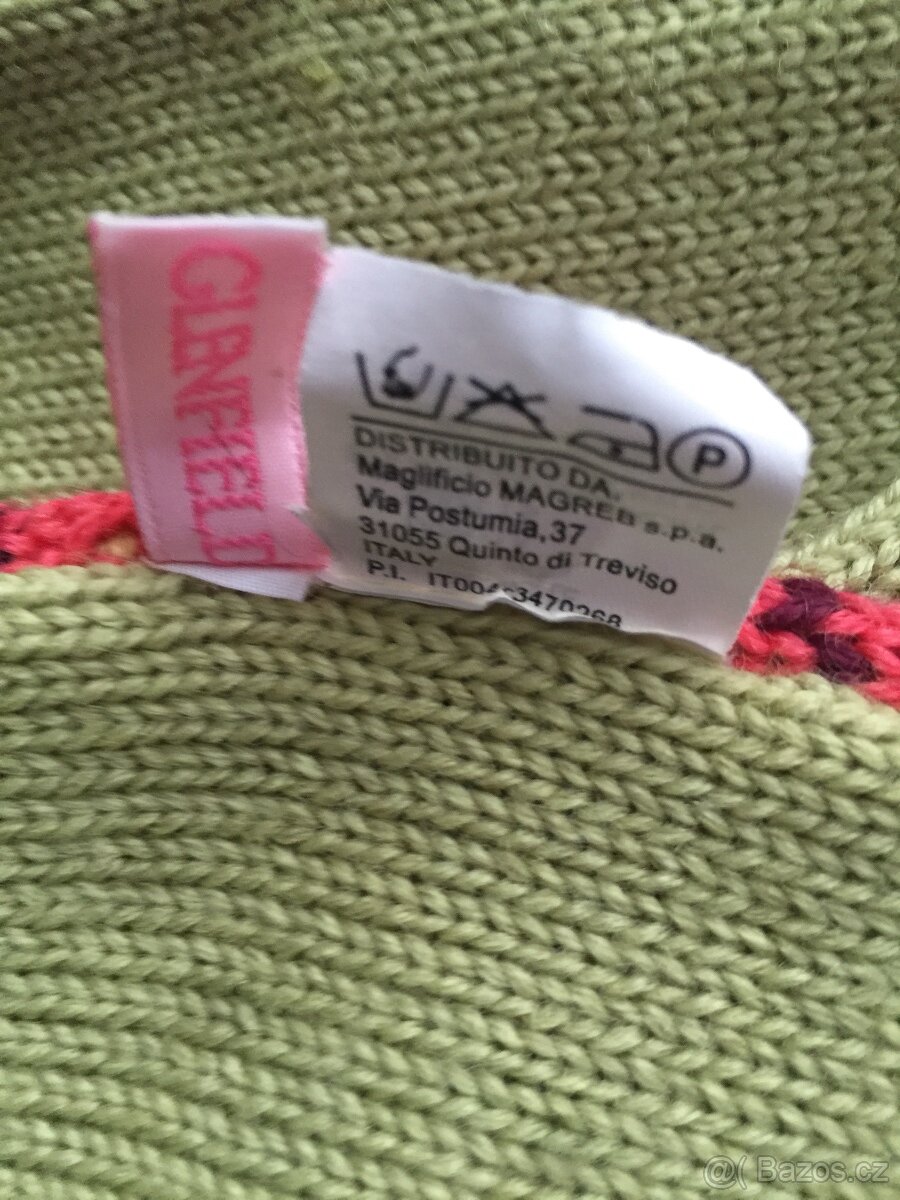 GLENFIELD
P
DISTRIBUITO DA.
Maglificio MAGREB s.p.a.
Via Postumia,37
31055 Quinto di Treviso
ITALY
P.I.
@( Bazos.cz